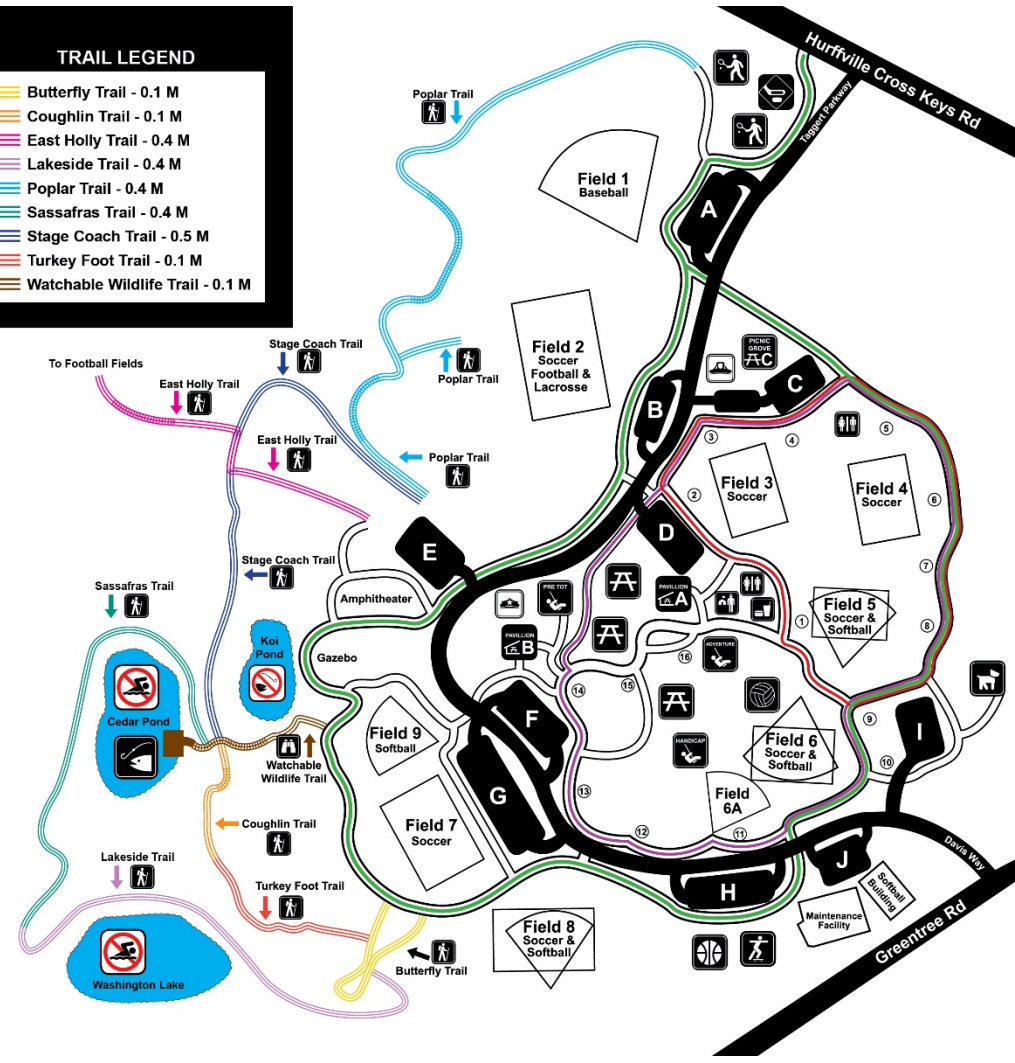 TRAIL LEGEND
Butterfly Trail - 0.1 M
Coughlin Trail - 0.1 M
East Holly Trail - 0.4 M
Lakeside Trail - 0.4 M
Poplar Trail - 0.4 M
Sassafras Trail - 0.4 M
Stage Coach Trail - 0.5 M
Turkey Foot Trail - 0.1 M
Watchable Wildlife Trail - 0.1 M
Hurffville Cross Keys Rd
Taggert Parkway
Poplar Trail
Field 1
Baseball
A
Field 2
Soccer
Football &
Lacrosse
PICNIC
GROVE
C
C
B
Stage Coach Trail
To Football Fields
East Holly Trail
Poplar Trail
East Holly Trail
Poplar Trail
3
4
5
2
6
7
8
1
Field 3
Soccer
Field 4
Soccer
D
E
Stage Coach Trail
Sassafras Trail
Amphitheater
PRE TOT
PAVILLION
A
PAVILLION
B
Field 5
Soccer &
Softball
Koi
Pond
Gazebo
16
ADVENTURE
15
14
Cedar Pond
Watchable
Wildlife Trail
Field 9
Softball
F
HANDICAP
Field 6
Soccer &
Softball
9
I
10
G
13
Field
6A
Field 7
Soccer
12
11
Coughlin Trail
Lakeside Trail
Turkey Foot Trail
H
J
Davis Way
Softball
Building
Maintenance
Facility
Greentree Rd
Field 8
Soccer &
Softball
Butterfly Trail
Washington Lake